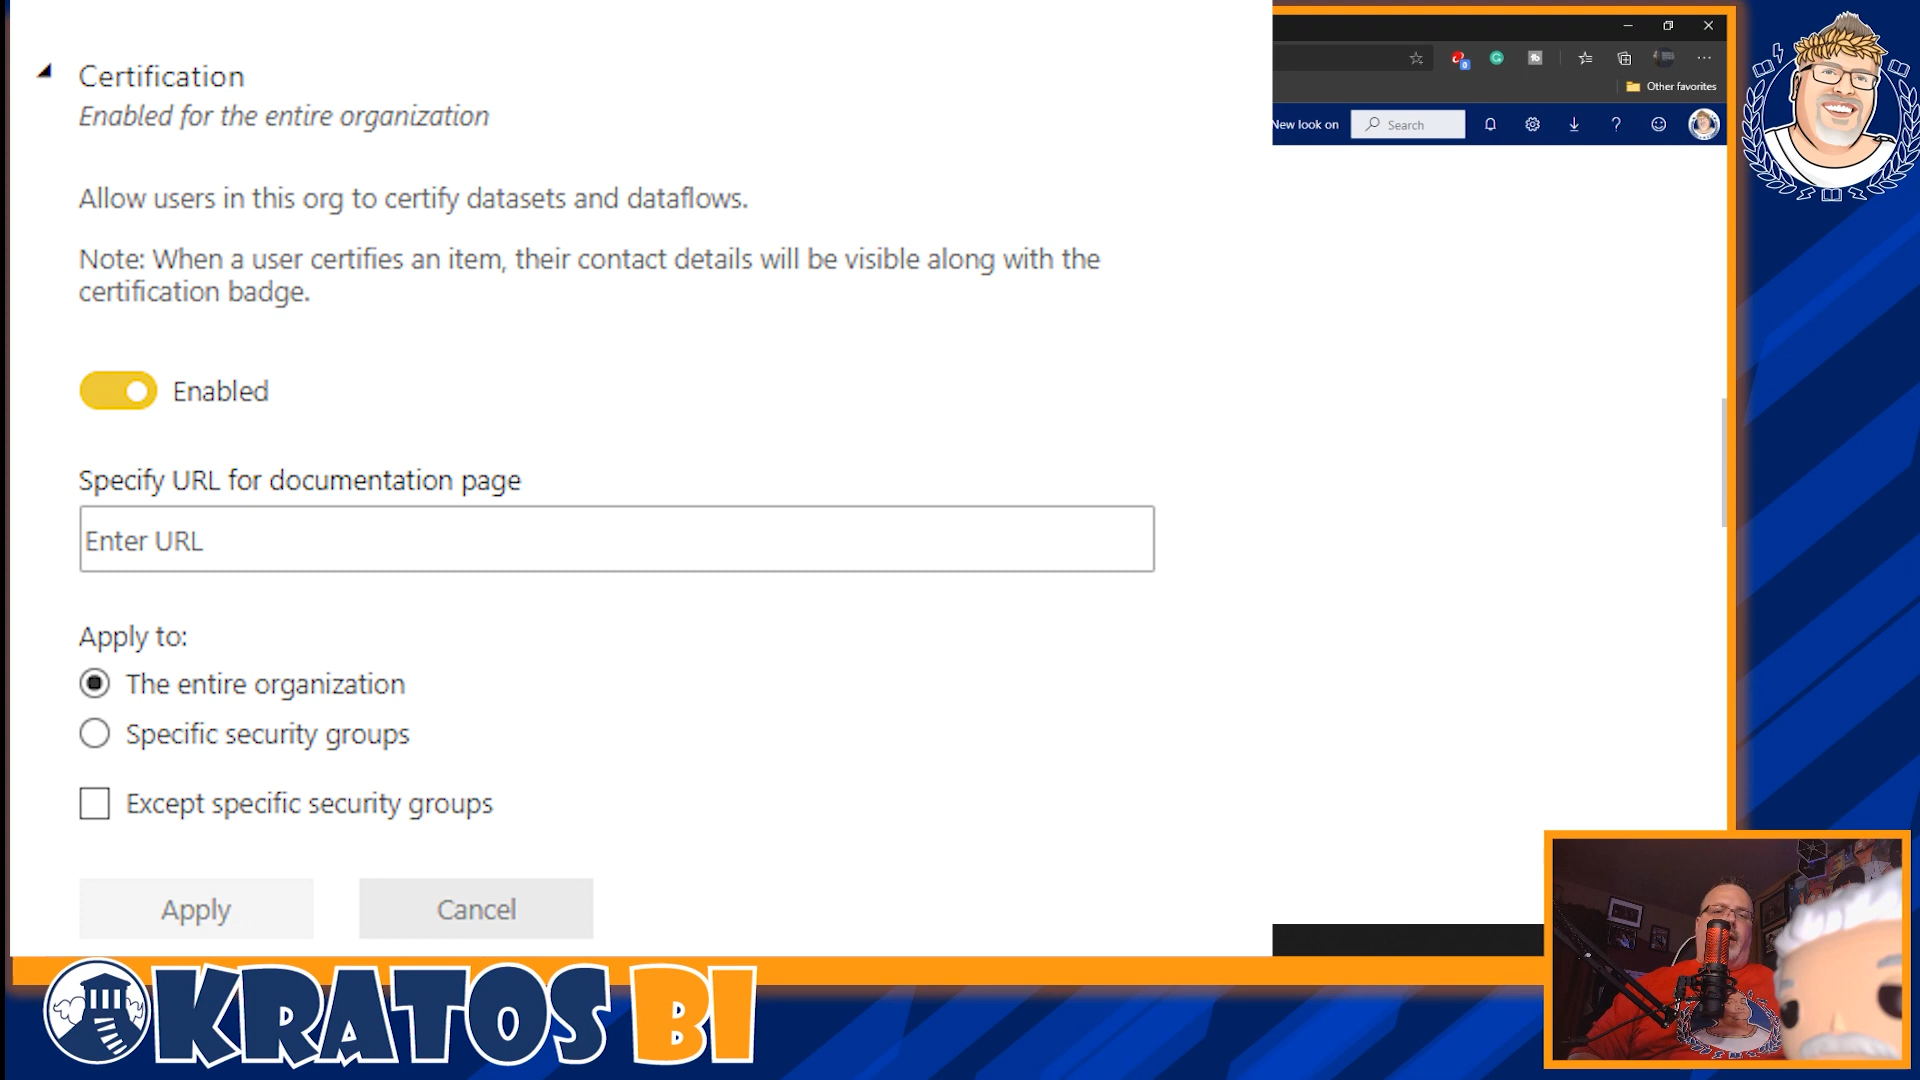 Certification
Enabled for the entire organization
Allow users in this org to certify datasets and dataflows.
Note: When a user certifies an item, their contact details will be visible along with the
certification badge.
Enabled
Specify URL for documentation page
Enter URL
Apply to:
The entire organization
Specific security groups
Except specific security groups
Apply
Cancel
Other favorites
New look on
Search
KRATOS BI